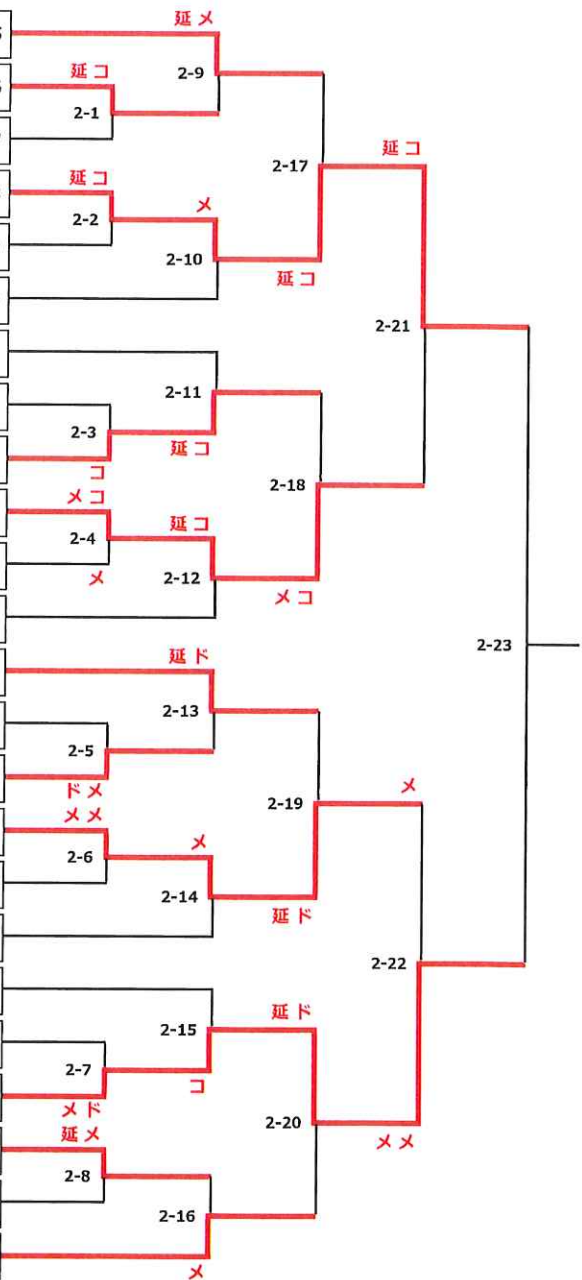 延メ
延コ
2-9
2-1
延コ
2-17
延コ
メ
2-2
2-10
延コ
2-21
2-11
2-3
延コ
コ
2-18
メコ
延コ
2-4
メ
2-12
メコ
2-23
延ド
2-13
2-5
ドメ
メ
2-19
メメ
2-6
メ
2-14
延ド
2-22
延ド
2-15
2-7
コ
メド
2-20
延メ
メメ
2-8
2-16
メ